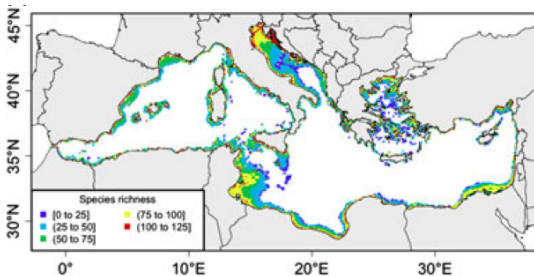 45°N
40°N
35°N
30°N
Species richness
[0 to 25] (75 to 100]
(25 to 50] (100 to 125]
(50 to 75]
0° 10°E 20°E 30°E